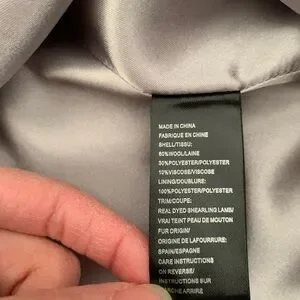 MADE IN CHINA
FABRIQUE EN CHINE
SHELL/TISSU:
60%WOOL/LAINE
30%POLYESTER/POLYESTER
10%VISCOSE/VISCOSE
LINING/DOUBLURE:
100%POLYESTER/POLYESTER
TRIM/COUPE:
REAL DYED SHEARLING LAMB/
VRAI TEINT PEAU DE MOUTON
FUR ORIGIN/
ORIGINE DE LAFOURRURE:
SPAIN/ESPAGNE
CARE INSTRUCTIONS
ON REVERSE/
INSTRUCTIONS SUR
MARCHE ARRIRE